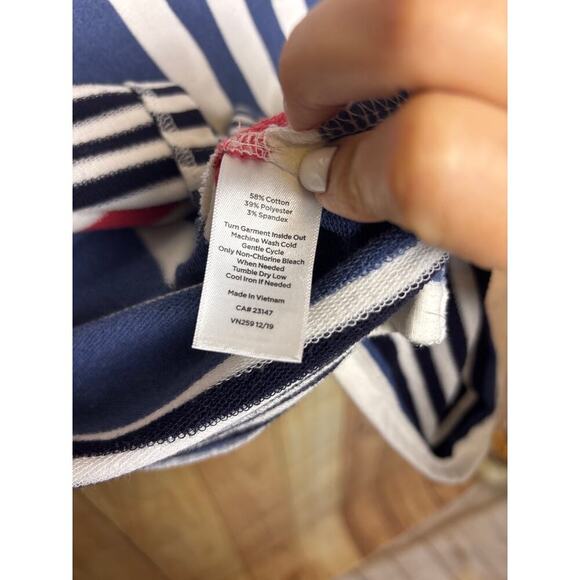 58% Cotton
39% Polyester
3% Spandex
Turn Garment Inside Out
Machine Wash Cold
Gentle Cycle
Only Non-Chlorine Bleach
When Needed
Tumble Dry Low
Cool Iron If Needed
Made In Vietnam
CA# 23147
VN259 12/19